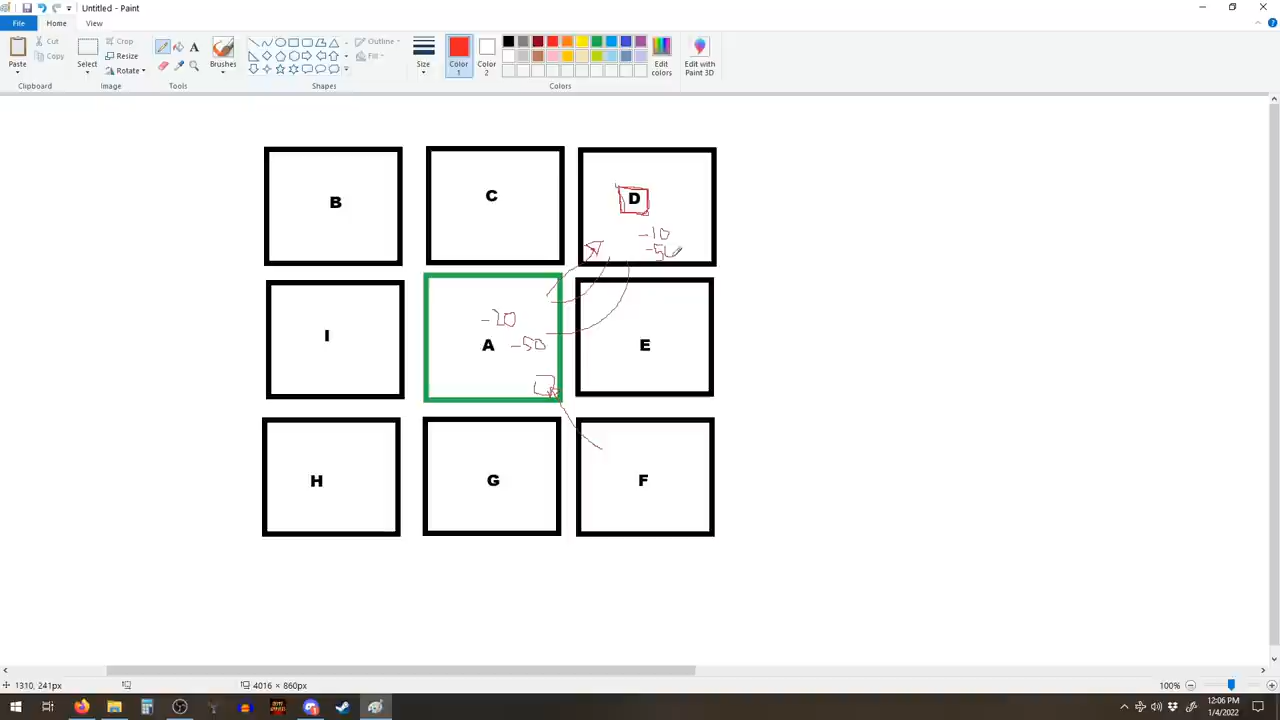 Untitled - Paint
File
Home
View
Paste
Cut
Copy
Clipboard
Select
Crop
Resize
Rotate
Image
A
Tools
Brushes
Outline
Fill
Shapes
Size
Color 1
Color 2
Edit colors
Colors
Edit with Paint 3D
B
C
D
-10
-50
I
-20
A
-50
E
H
G
F
1310, 241px
4016 × 860px
100%
12:06 PM
1/4/2022